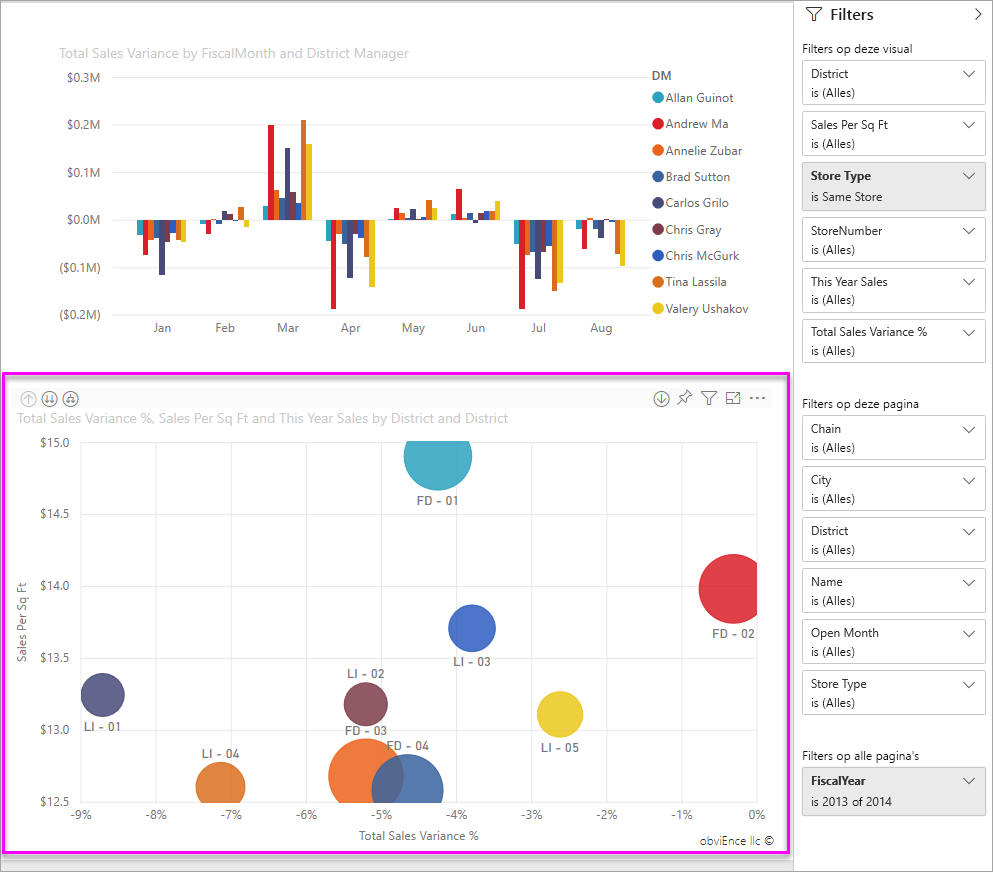 Total Sales Variance by FiscalMonth and District Manager
$0.3M
$0.2M
$0.1M
$0.0M
($0.1M)
($0.2M)
Jan Feb Mar Apr May Jun Jul Aug
DM
Allan Guinot
Andrew Ma
Annelie Zubar
Brad Sutton
Carlos Grilo
Chris Gray
Chris McGurk
Tina Lassila
Valery Ushakov
Total Sales Variance %, Sales Per Sq Ft and This Year Sales by District and District
Sales Per Sq Ft
$15.0
$14.5
$14.0
$13.5
$13.0
$12.5
FD - 01
FD - 02
LI - 03
LI - 02
LI - 01
FD - 03
LI - 05
FD - 04
LI - 04
-9% -8% -7% -6% -5% -4% -3% -2% -1% 0%
Total Sales Variance %
obviEnce llc ©
Filters
Filters op deze visual
District
is (Alles)
Sales Per Sq Ft
is (Alles)
Store Type
is Same Store
StoreNumber
is (Alles)
This Year Sales
is (Alles)
Total Sales Variance %
is (Alles)
Filters op deze pagina
Chain
is (Alles)
City
is (Alles)
District
is (Alles)
Name
is (Alles)
Open Month
is (Alles)
Store Type
is (Alles)
Filters op alle pagina's
FiscalYear
is 2013 of 2014